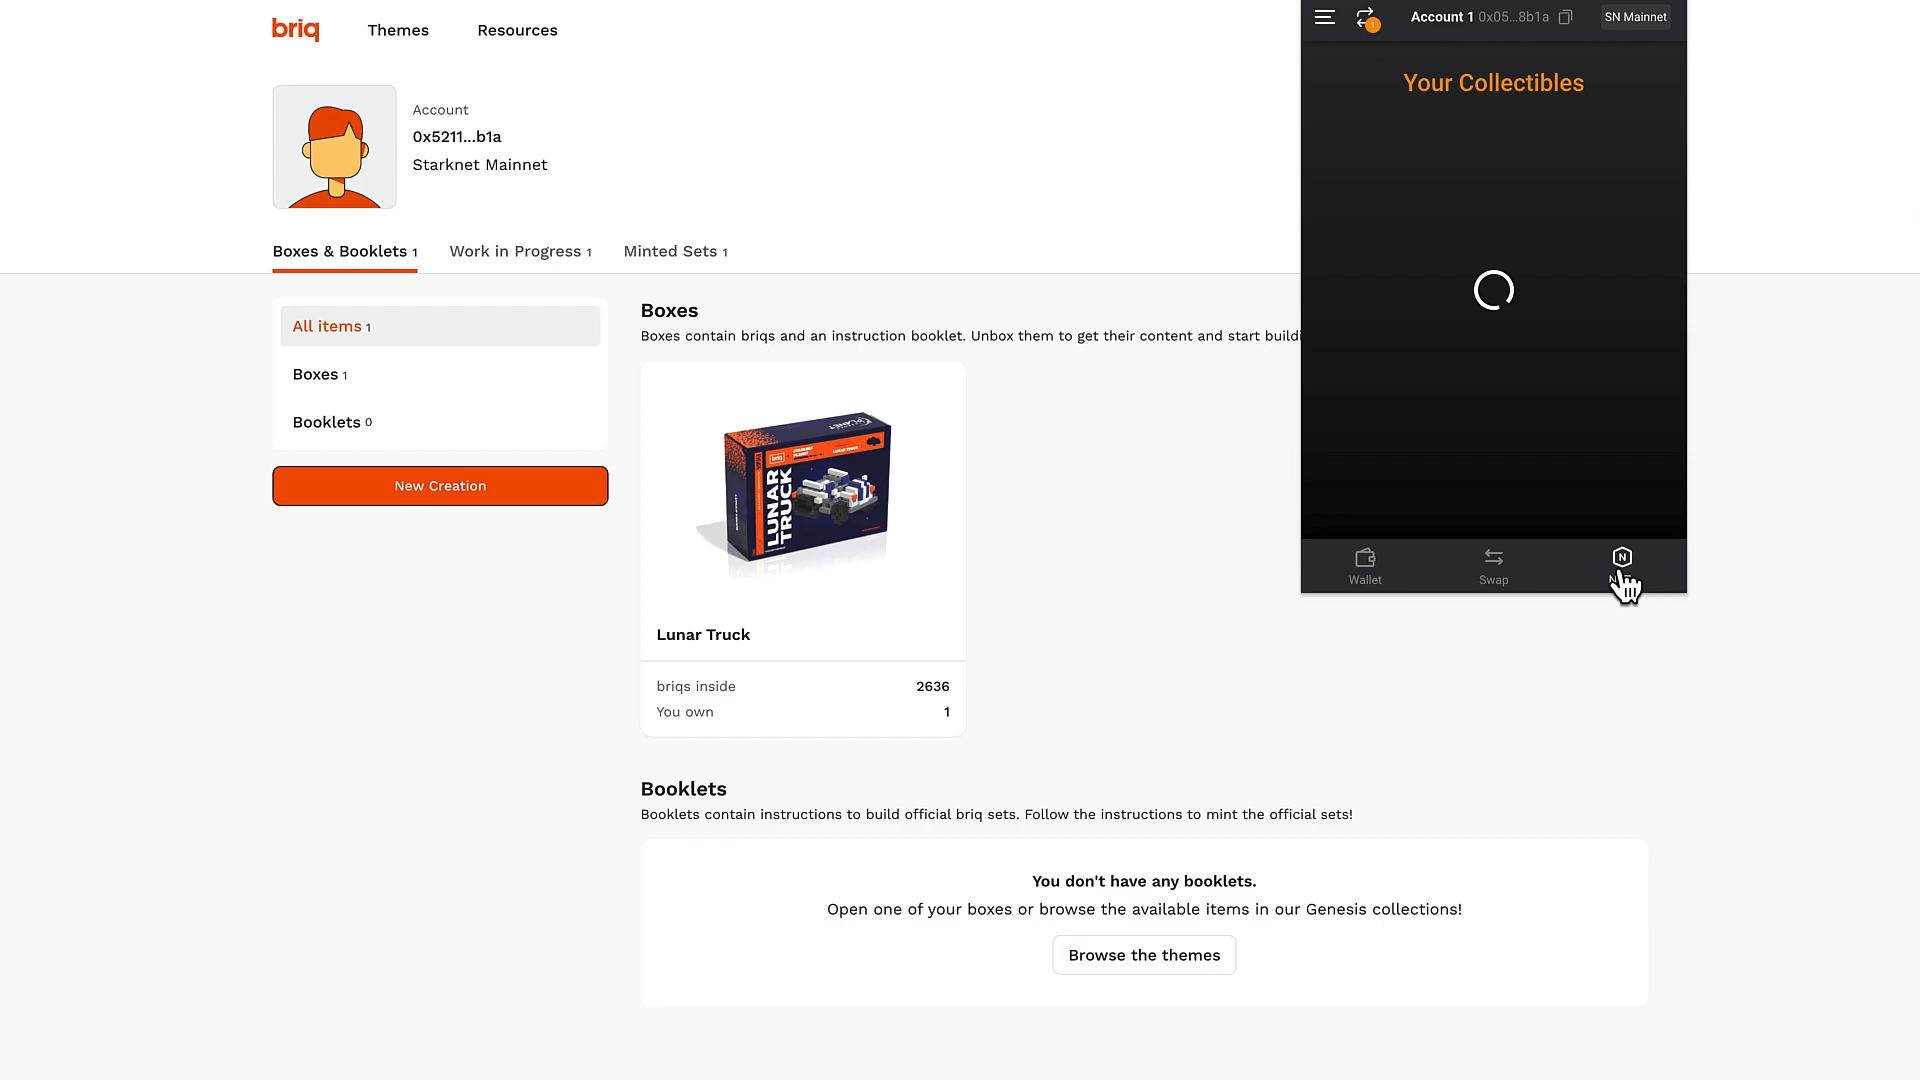 briq
Themes
Resources
Account
0x5211...b1a
Starknet Mainnet
Boxes & Booklets 1
Work in Progress 1
Minted Sets 1
All items 1
Boxes 1
Booklets 0
New Creation
Boxes
Boxes contain briqs and an instruction booklet. Unbox them to get their content and start buildi
LUNAR TRUCK
Lunar Truck
briqs inside 2636
You own 1
Booklets
Booklets contain instructions to build official briq sets. Follow the instructions to mint the official sets!
You don't have any booklets.
Open one of your boxes or browse the available items in our Genesis collections!
Browse the themes
1
Account 1 0x05...8b1a
SN Mainnet
Your Collectibles
Wallet
Swap
N